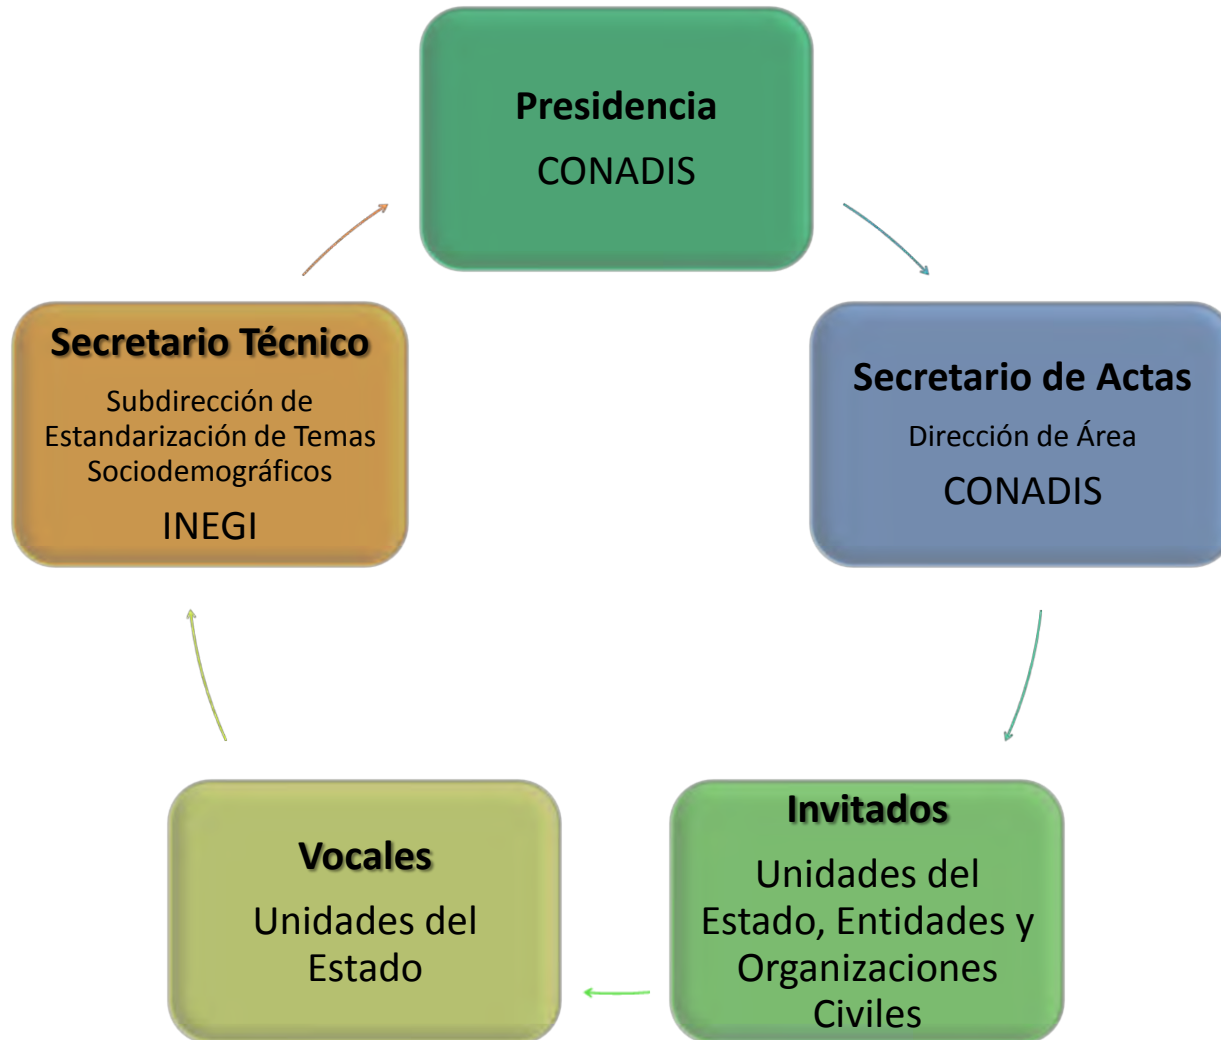 Presidencia
CONADIS
Secretario Técnico
Subdirección de
Estandarización de Temas
Sociodemográficos
INEGI
Secretario de Actas
Dirección de Área
CONADIS
Vocales
Unidades del
Estado
Invitados
Unidades del
Estado, Entidades y
Organizaciones
Civiles